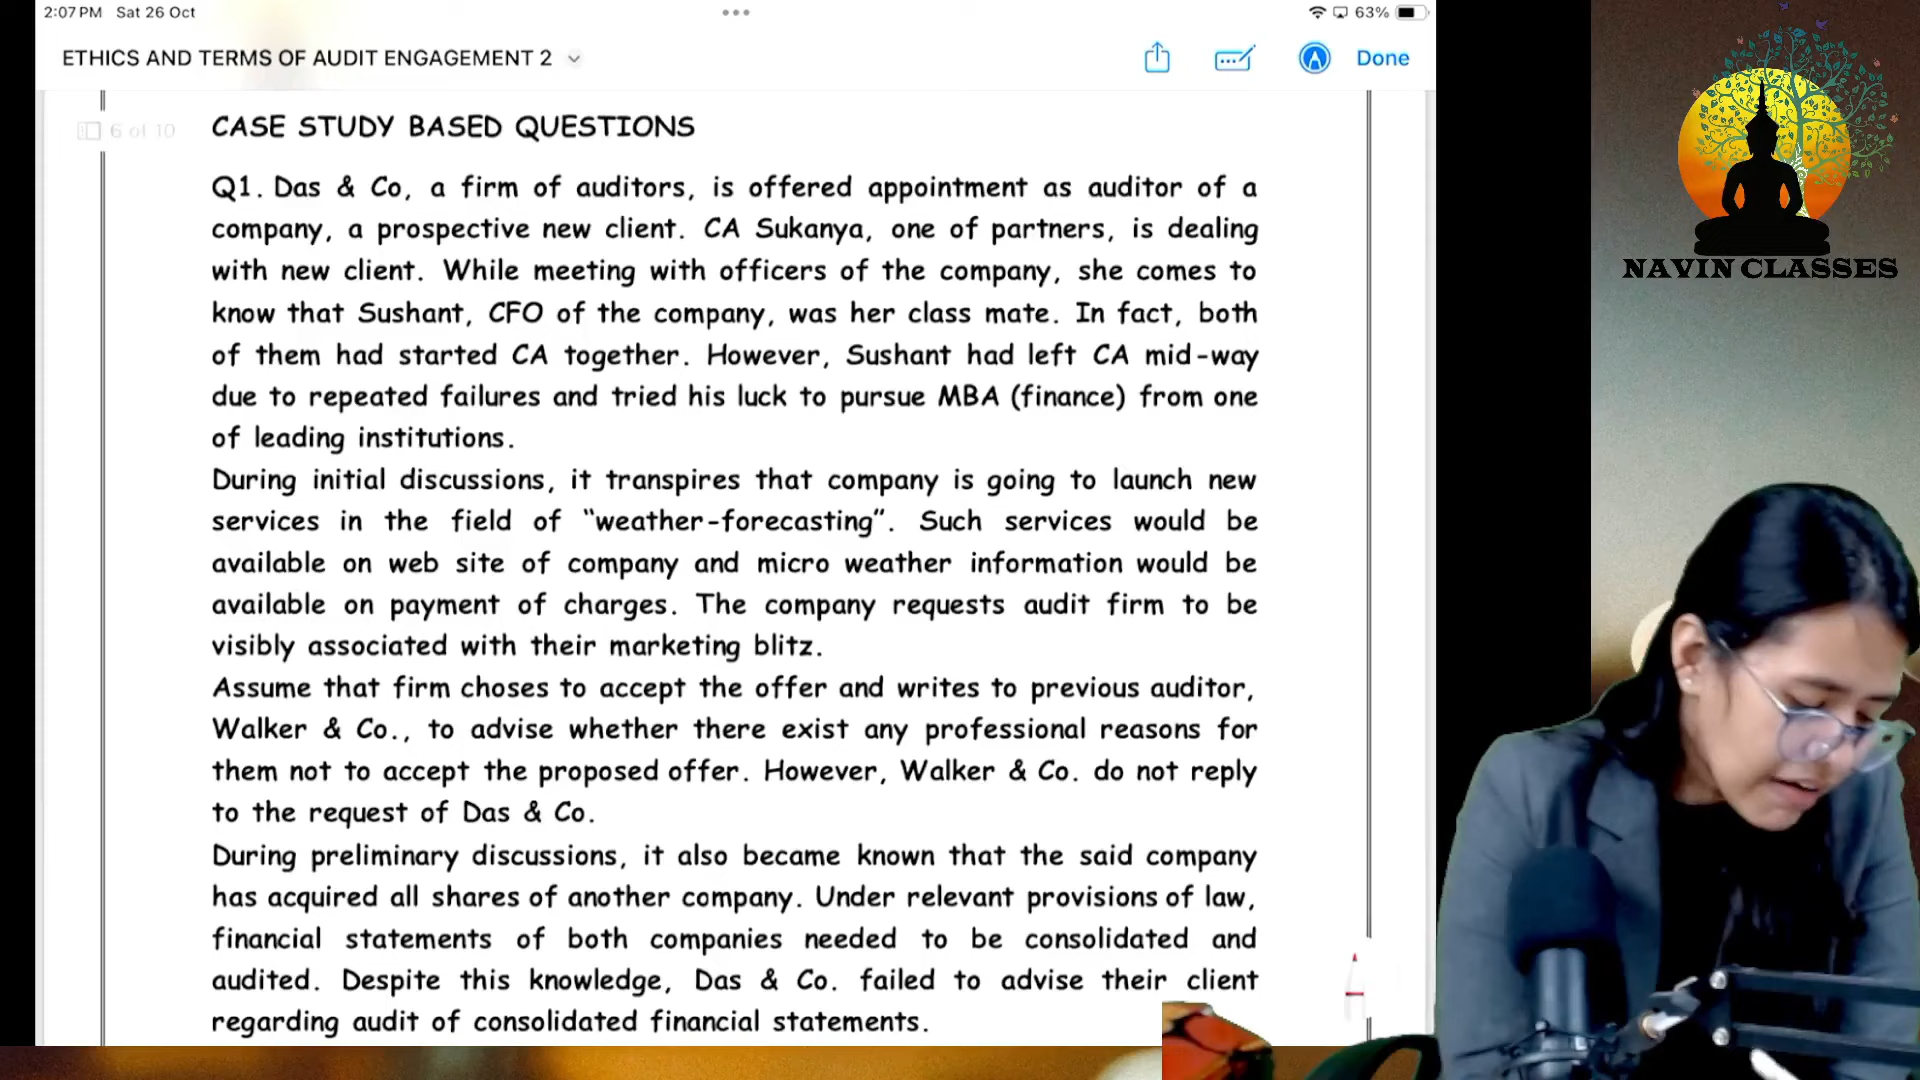 2:07 PM Sat 26 Oct
63%
ETHICS AND TERMS OF AUDIT ENGAGEMENT 2
Done
6 of 10
CASE STUDY BASED QUESTIONS
Q1. Das & Co, a firm of auditors, is offered appointment as auditor of a
company, a prospective new client. CA Sukanya, one of partners, is dealing
with new client. While meeting with officers of the company, she comes to
know that Sushant, CFO of the company, was her class mate. In fact, both
of them had started CA together. However, Sushant had left CA mid-way
due to repeated failures and tried his luck to pursue MBA (finance) from one
of leading institutions.
During initial discussions, it transpires that company is going to launch new
services in the field of “weather-forecasting”. Such services would be
available on web site of company and micro weather information would be
available on payment of charges. The company requests audit firm to be
visibly associated with their marketing blitz.
Assume that firm choses to accept the offer and writes to previous auditor,
Walker & Co., to advise whether there exist any professional reasons for
them not to accept the proposed offer. However, Walker & Co. do not reply
to the request of Das & Co.
During preliminary discussions, it also became known that the said company
has acquired all shares of another company. Under relevant provisions of law,
financial statements of both companies needed to be consolidated and
audited. Despite this knowledge, Das & Co. failed to advise their client
regarding audit of consolidated financial statements.
NAVIN CLASSES